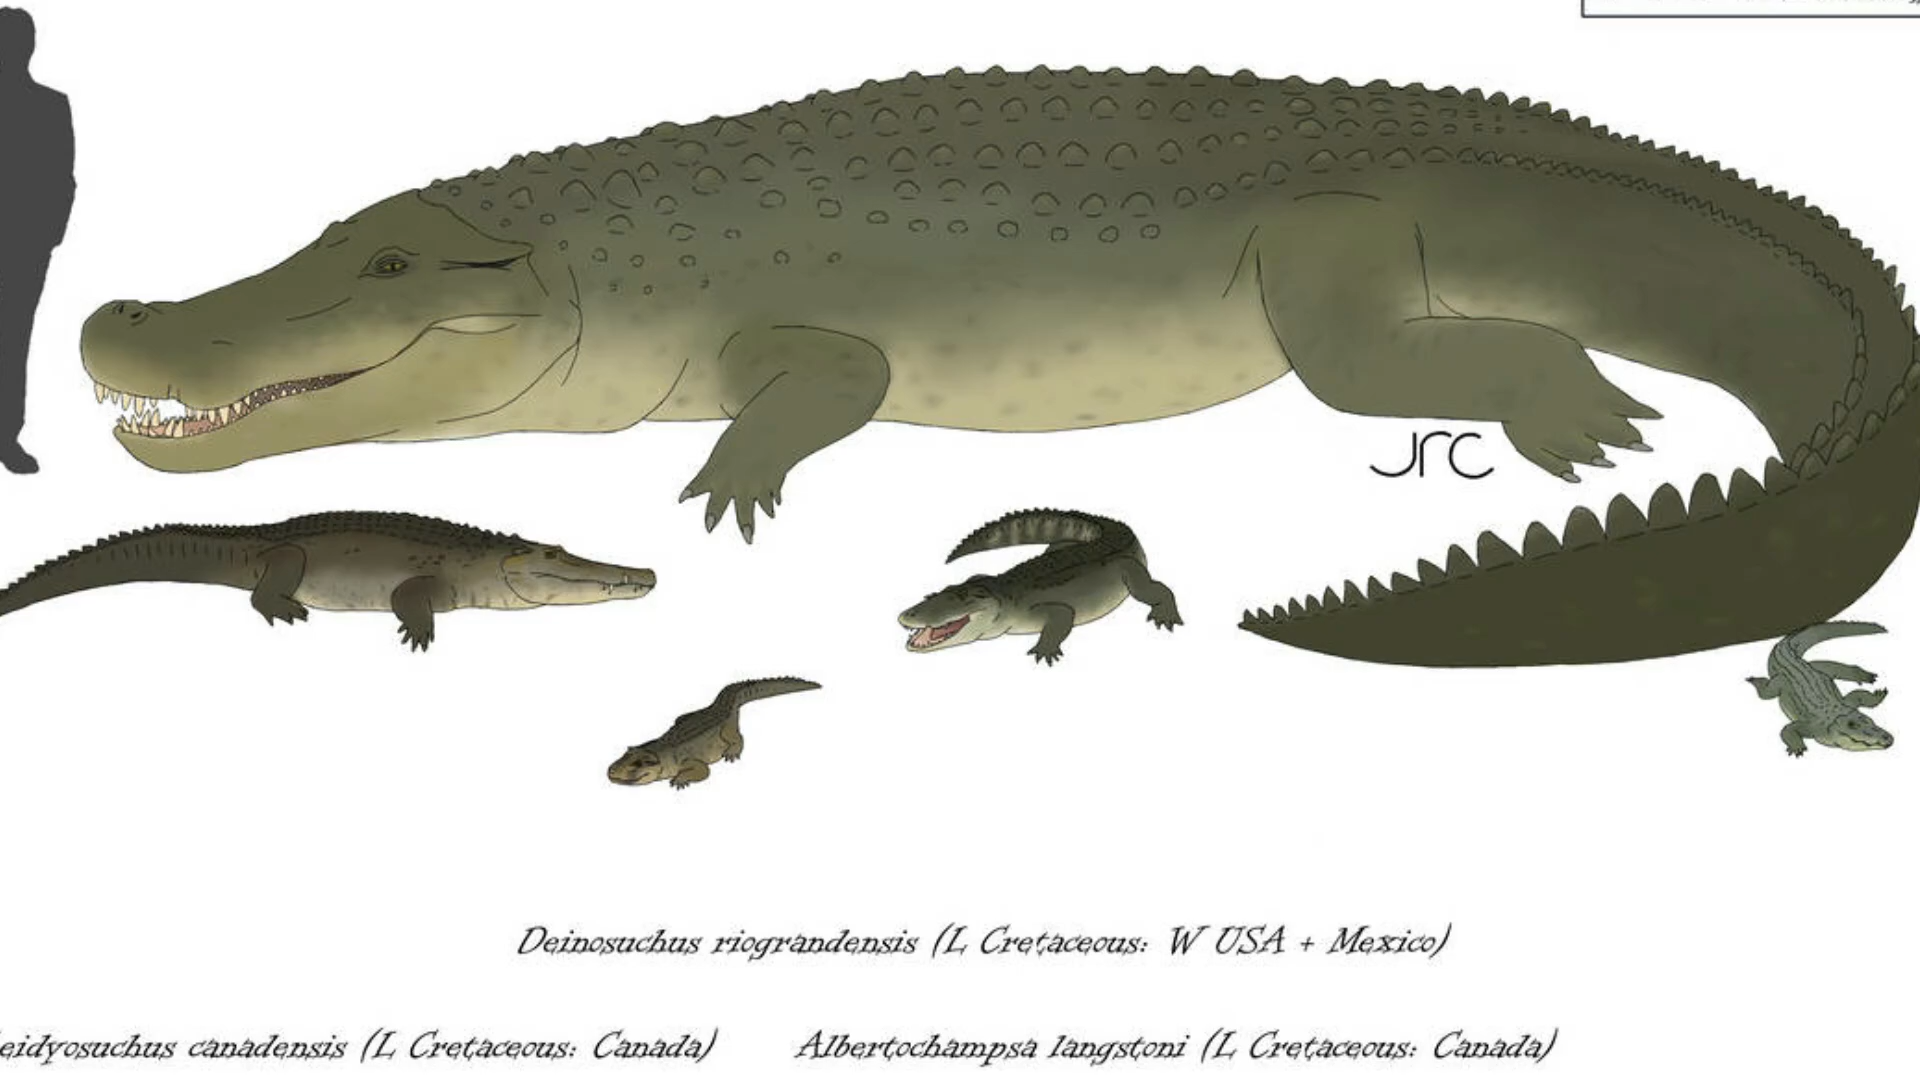 Jrc
Deinosuchus riograndensis (L Cretaceous: W USA + Mexico)
eidyosuchus canadensis (L Cretaceous: Canada) Albertochampsa langstoni (L Cretaceous: Canada)